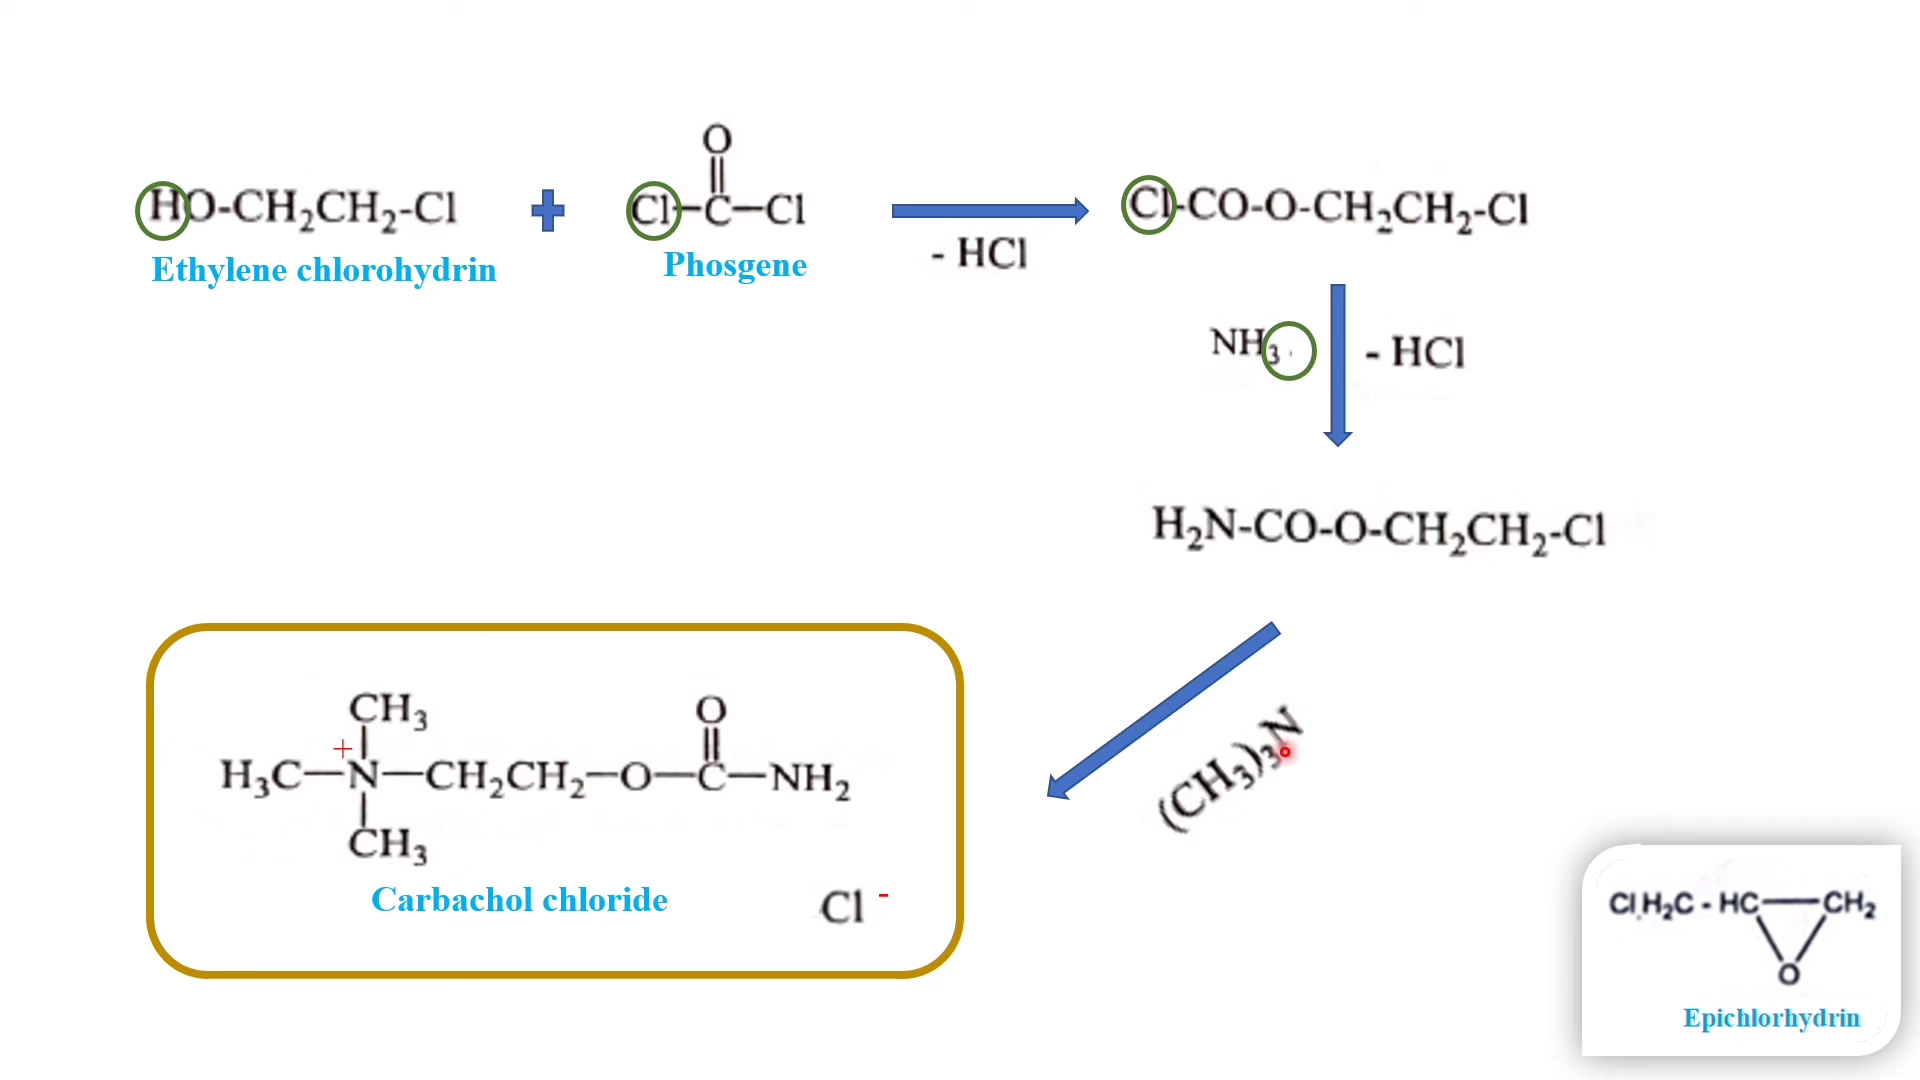 O
HO-CH₂CH₂-Cl
Cl—C—Cl
Cl-CO-O-CH₂CH₂-Cl
Ethylene chlorohydrin
Phosgene
- HCl
NH₃
- HCl
H₂N-CO-O-CH₂CH₂-Cl
(CH₃)₃N
CH₃
O
+
H₃C—N—CH₂CH₂—O—C—NH₂
CH₃
Carbachol chloride
Cl -
ClH₂C - HC—CH₂
O
Epichlorhydrin